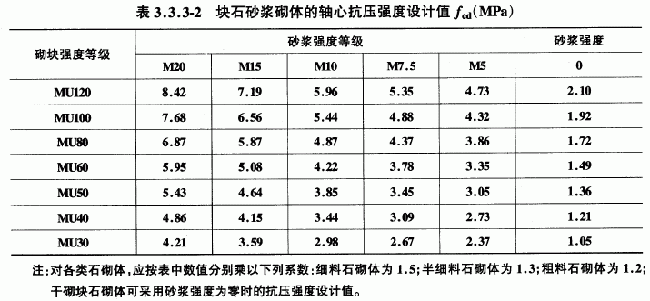 表 3.3.3-2 块石砂浆砌体的轴心抗压强度设计值 fcd(MPa)
砌块强度等级 砂浆强度等级 砂浆强度
M20 M15 M10 M7.5 M5 0
MU120 8.42 7.19 5.96 5.35 4.73 2.10
MU100 7.68 6.56 5.44 4.88 4.32 1.92
MU80 6.87 5.87 4.87 4.37 3.86 1.72
MU60 5.95 5.08 4.22 3.78 3.35 1.49
MU50 5.43 4.64 3.85 3.45 3.05 1.36
MU40 4.86 4.15 3.44 3.09 2.73 1.21
MU30 4.21 3.59 2.98 2.67 2.37 1.05
注:对各类石砌体,应按表中数值分别乘以下列系数:细料石砌体为 1.5;半细料石砌体为 1.3;粗料石砌体为 1.2;
干砌块石砌体可采用砂浆强度为零时的抗压强度设计值。